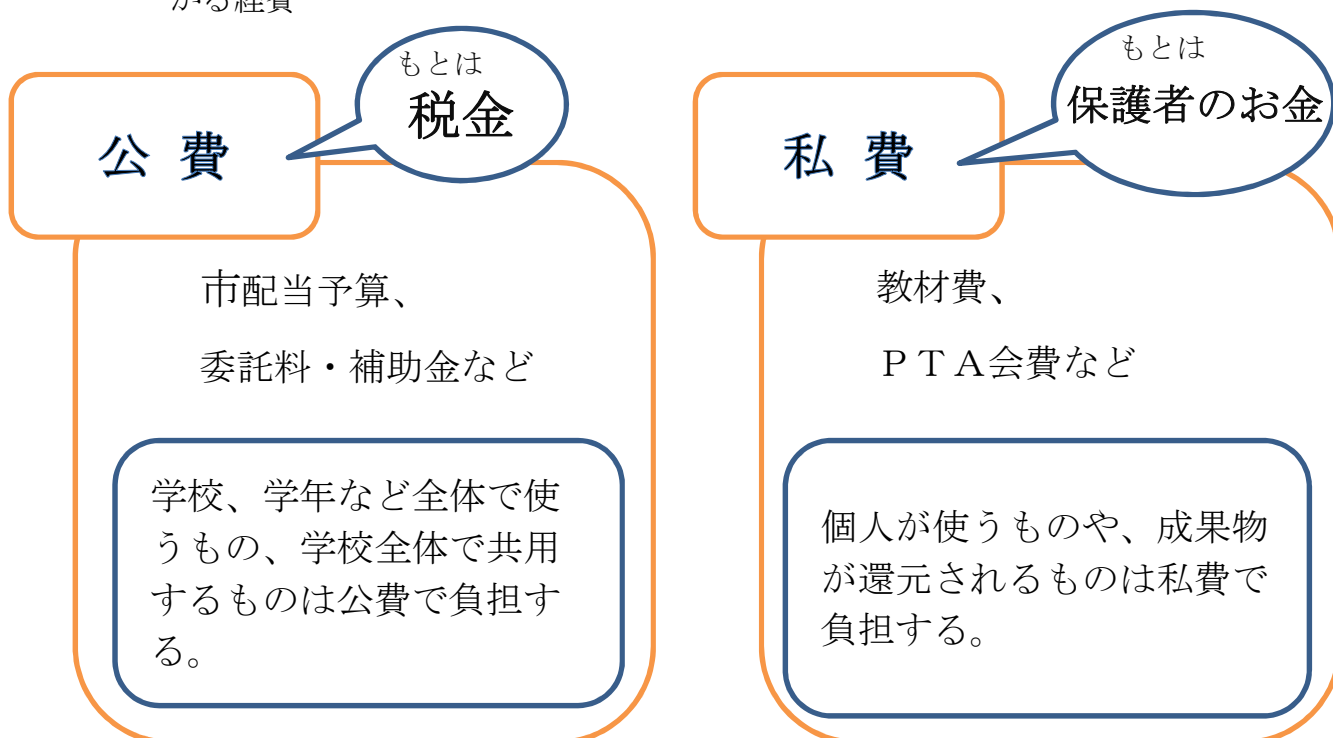 かる経費
もとは
税金
公 費
市配当予算、
委託料・補助金など
学校、学年など全体で使
うもの、学校全体で共用
するものは公費で負担す
る。
もとは
保護者のお金
私 費
教材費、
ＰＴＡ会費など
個人が使うものや、成果物
が還元されるものは私費で
負担する。